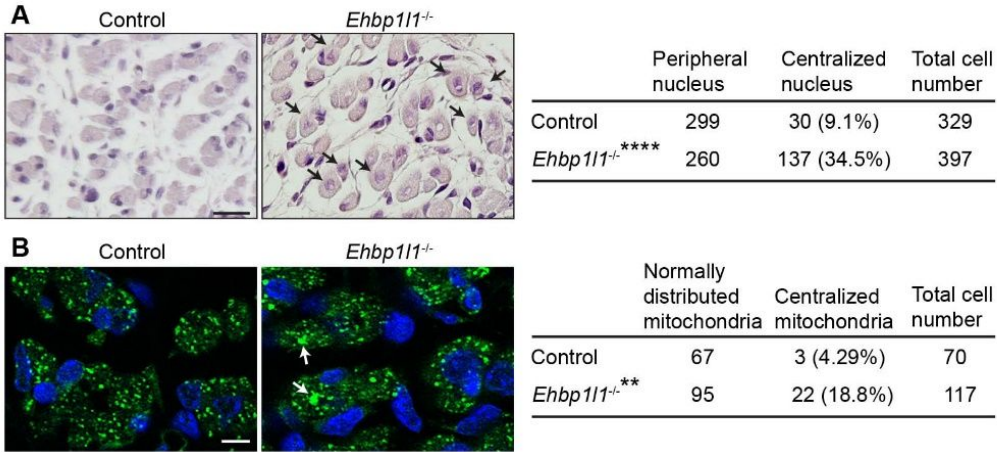 A
Control
Ehbp1l1-/-
Peripheral nucleus
Centralized nucleus
Total cell number
Control 299 30 (9.1%) 329
Ehbp1l1-/-**** 260 137 (34.5%) 397
B
Control
Ehbp1l1-/-
Normally distributed mitochondria
Centralized mitochondria
Total cell number
Control 67 3 (4.29%) 70
Ehbp1l1-/-** 95 22 (18.8%) 117